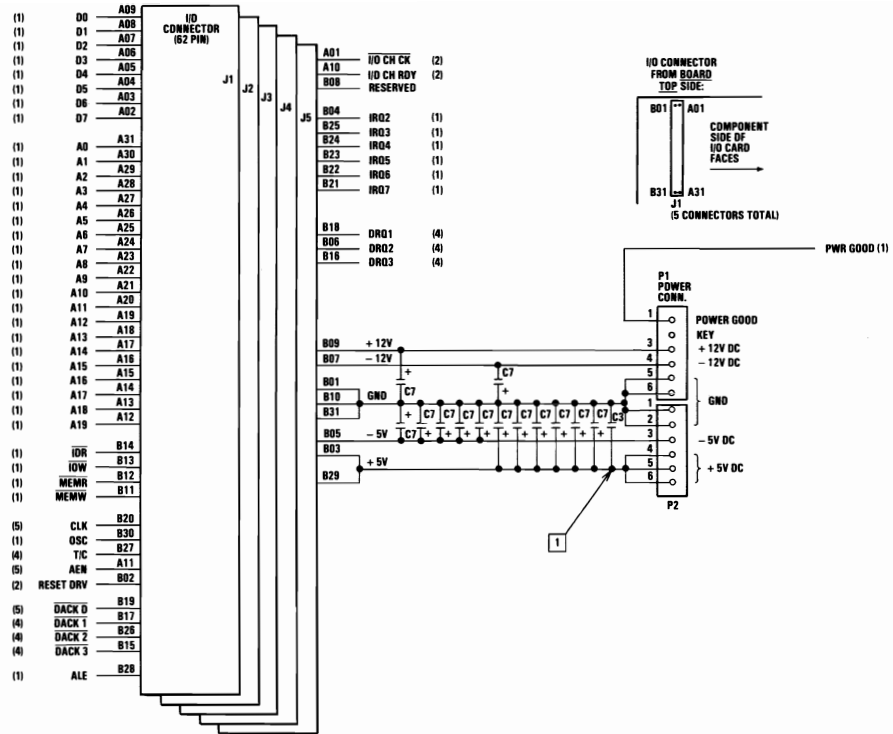 I/O
CONNECTOR
(62 PIN)
J1
J2
J3
J4
J5
(1) D0 A09
(1) D1 A08
(1) D2 A07
(1) D3 A06
(1) D4 A05
(1) D5 A04
(1) D6 A03
(1) D7 A02
(1) A0 A31
(1) A1 A30
(1) A2 A29
(1) A3 A28
(1) A4 A27
(1) A5 A26
(1) A6 A25
(1) A7 A24
(1) A8 A23
(1) A9 A22
(1) A10 A21
(1) A11 A20
(1) A12 A19
(1) A13 A18
(1) A14 A17
(1) A15 A16
(1) A16 A15
(1) A17 A14
(1) A18 A13
(1) A19 A12
(1) IOR B14
(1) IOW B13
(1) MEMR B12
(1) MEMW B11
(5) CLK B20
(1) OSC B30
(4) T/C B27
(5) AEN A11
(2) RESET DRV B02
(5) DACK 0 B19
(4) DACK 1 B17
(4) DACK 2 B26
(4) DACK 3 B15
(1) ALE B28
A01 I/O CH CK (2)
A10 I/O CH RDY (2)
B08 RESERVED
B04 IRQ2 (1)
B25 IRQ3 (1)
B24 IRQ4 (1)
B23 IRQ5 (1)
B22 IRQ6 (1)
B21 IRQ7 (1)
B18 DRQ1 (4)
B06 DRQ2 (4)
B16 DRQ3 (4)
B09 + 12V
B07 − 12V
B01
B10 GND
B31
B05 − 5V
B03
+ 5V
B29
+ C7
C7 +
+ C7 C7 + C7 + C7 + C7 + C7 + C7 + C7 + C7 + C7 + C3
1
I/O CONNECTOR
FROM BOARD
TOP SIDE:
B01 A01
B31 A31
J1
(5 CONNECTORS TOTAL)
COMPONENT
SIDE OF
I/O CARD
FACES
PWR GOOD (1)
P1
POWER
CONN.
1 POWER GOOD
KEY
3 + 12V DC
4 − 12V DC
5
6
GND
1
2
3 − 5V DC
4
5 + 5V DC
6
P2